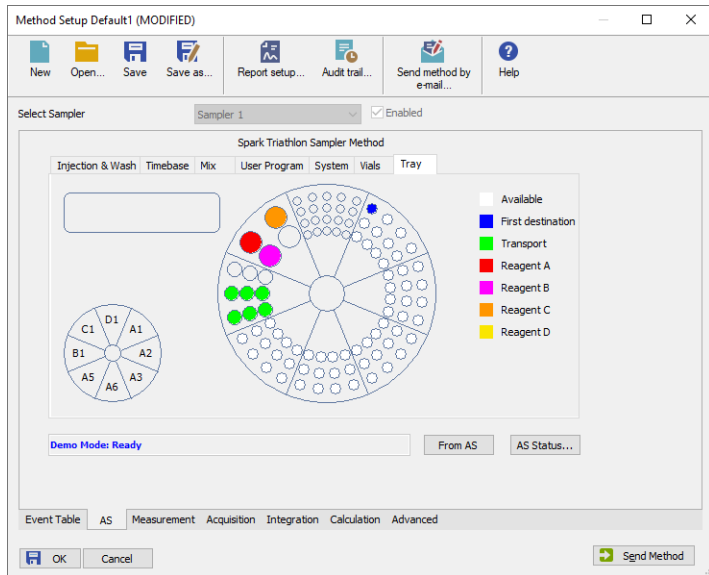 Method Setup Default1 (MODIFIED)
New Open... Save Save as... Report setup... Audit trail... Send method by e-mail... Help
Select Sampler Sampler 1 Enabled
Spark Triathlon Sampler Method
Injection & Wash Timebase Mix User Program System Vials Tray
Available
First destination
Transport
Reagent A
Reagent B
Reagent C
Reagent D
D1
C1 A1
B1 A2
A5 A3
A6
Demo Mode: Ready From AS AS Status...
Event Table AS Measurement Acquisition Integration Calculation Advanced
OK Cancel Send Method